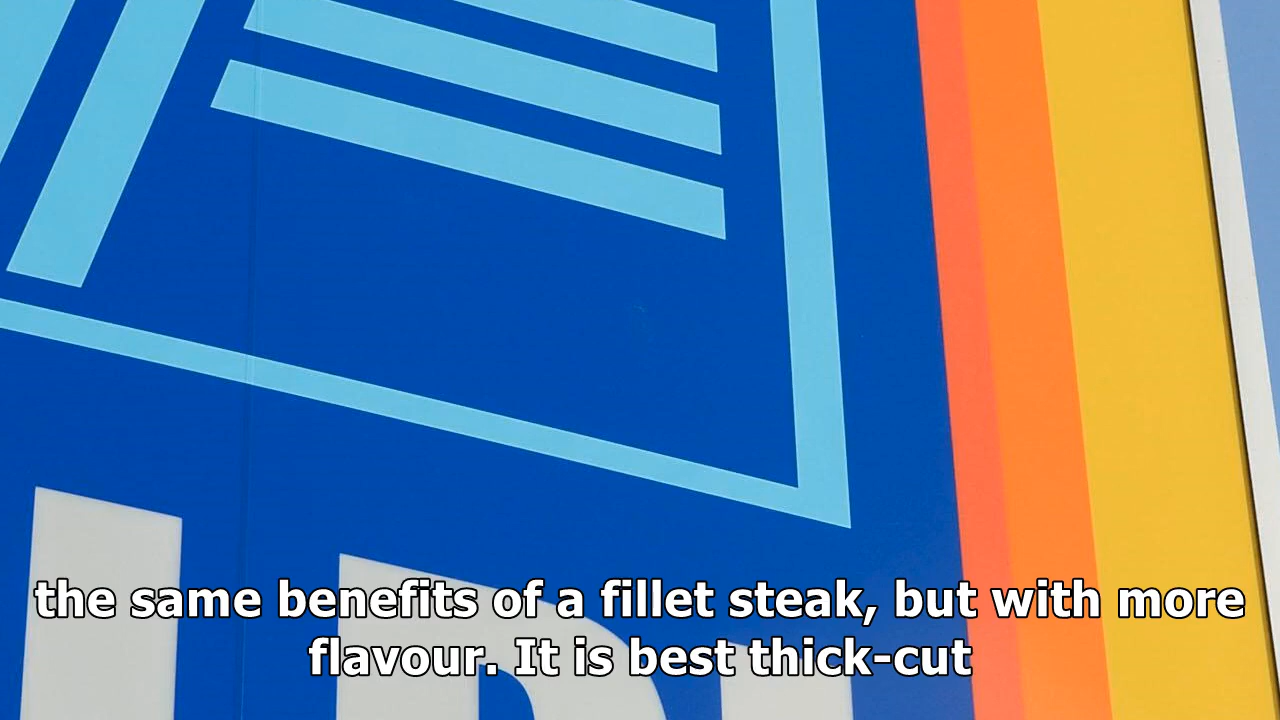 the same benefits of a fillet steak, but with more
flavour. It is best thick-cut